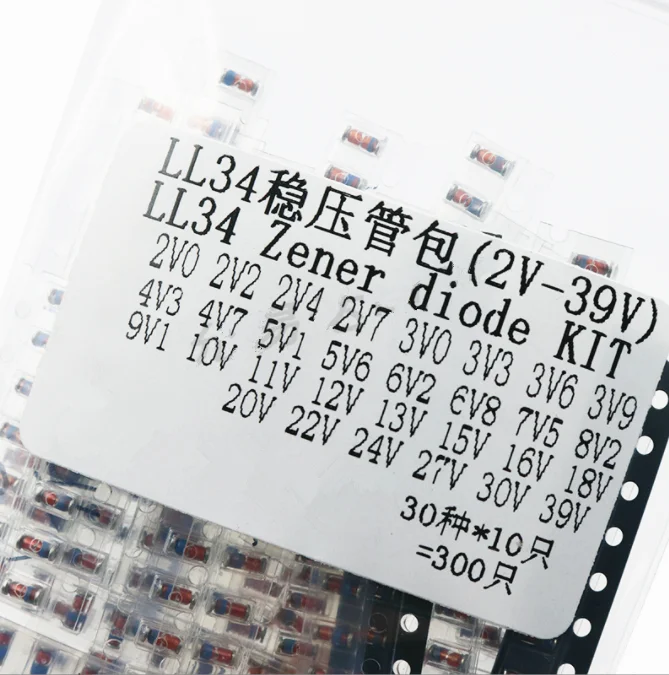 LL34稳压管包(2V-39V)
LL34 Zener diode KIT
2V0 2V2 2V4 2V7 3V0 3V3 3V6 3V9
4V3 4V7 5V1 5V6 6V2 6V8 7V5 8V2
9V1 10V 11V 12V 13V 15V 16V 18V
20V 22V 24V 27V 30V 39V
30种*10只
=300只